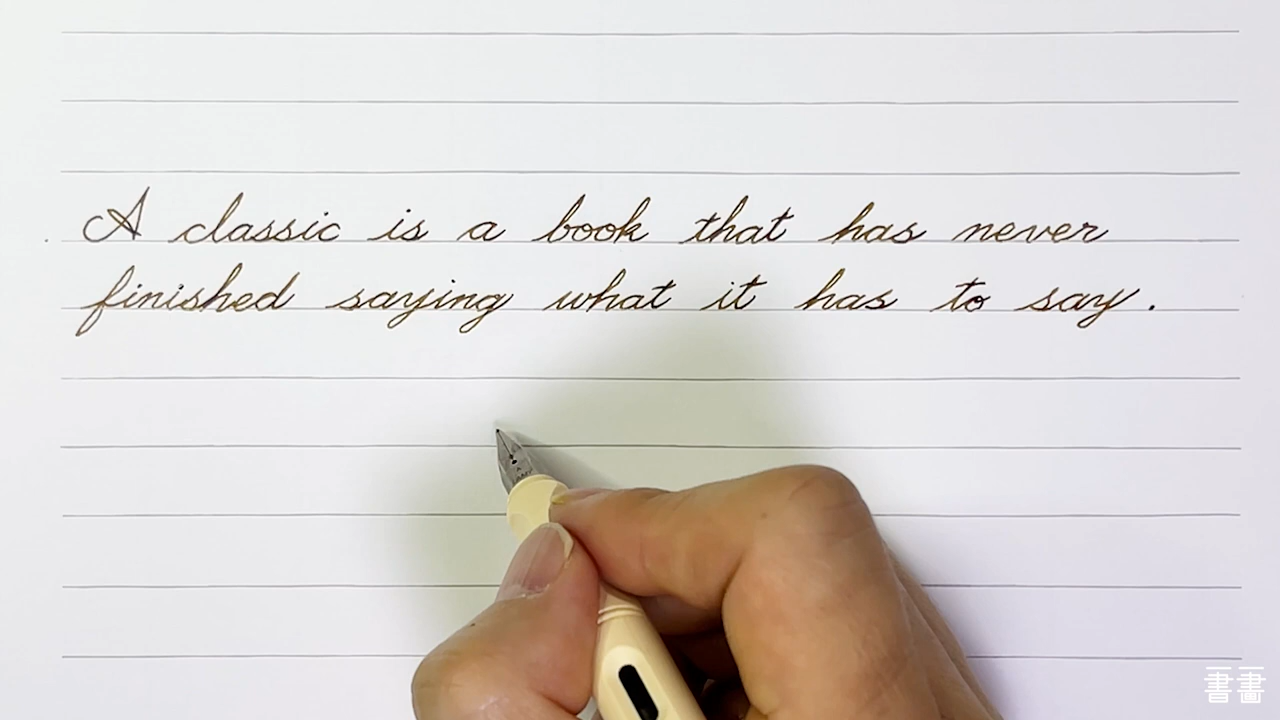 A classic is a book that has never
finished saying what it has to say.
書畫